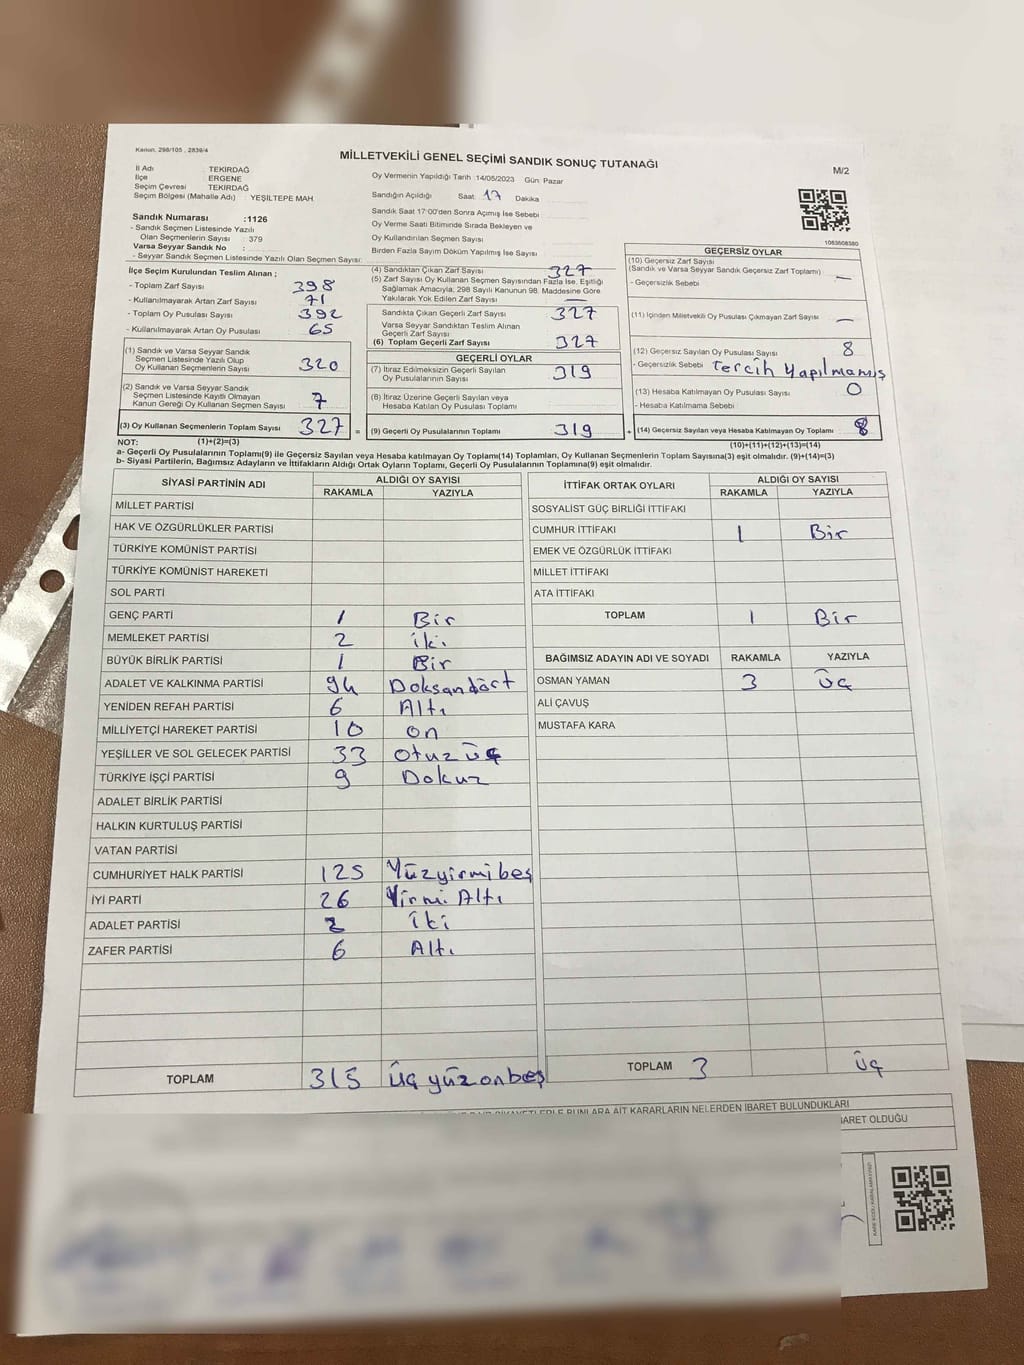 Kanun, 298/105 , 2839/4
MİLLETVEKİLİ GENEL SEÇİMİ SANDIK SONUÇ TUTANAĞI
M/2
İl Adı TEKİRDAĞ
İlçe ERGENE
Seçim Çevresi TEKİRDAĞ
Seçim Bölgesi (Mahalle Adı) : YEŞİLTEPE MAH.
Oy Vermenin Yapıldığı Tarih :14/05/2023 Gün: Pazar
Sandığın Açıldığı Saat: 17 Dakika
Sandık Saat 17:00'den Sonra Açılmış İse Sebebi
Oy Verme Saati Bitiminde Sırada Bekleyen ve
Oy Kullandırılan Seçmen Sayısı
Birden Fazla Sayım Döküm Yapılmış İse Sayısı
1083608380
Sandık Numarası :1126
- Sandık Seçmen Listesinde Yazılı
Olan Seçmenlerin Sayısı : 379
Varsa Seyyar Sandık No :
- Seyyar Sandık Seçmen Listesinde Yazılı Olan Seçmen Sayısı:
İlçe Seçim Kurulundan Teslim Alınan ;
- Toplam Zarf Sayısı 398
- Kullanılmayarak Artan Zarf Sayısı 71
- Toplam Oy Pusulası Sayısı 392
- Kullanılmayarak Artan Oy Pusulası 65
(1) Sandık ve Varsa Seyyar Sandık
Seçmen Listesinde Yazılı Olup
Oy Kullanan Seçmenlerin Sayısı 320
(2) Sandık ve Varsa Seyyar Sandık
Seçmen Listesinde Kayıtlı Olmayan
Kanun Gereği Oy Kullanan Seçmen Sayısı 7
(3) Oy Kullanan Seçmenlerin Toplam Sayısı 327 =
(4) Sandıktan Çıkan Zarf Sayısı 327
(5) Zarf Sayısı Oy Kullanan Seçmen Sayısından Fazla İse, Eşitliği
Sağlamak Amacıyla; 298 Sayılı Kanunun 98. Maddesine Göre
Yakılarak Yok Edilen Zarf Sayısı —
Sandıkta Çıkan Geçerli Zarf Sayısı 327
Varsa Seyyar Sandıktan Teslim Alınan
Geçerli Zarf Sayısı
(6) Toplam Geçerli Zarf Sayısı 327
GEÇERLİ OYLAR
(7) İtiraz Edilmeksizin Geçerli Sayılan
Oy Pusulalarının Sayısı 319
(8) İtiraz Üzerine Geçerli Sayılan veya
Hesaba Katılan Oy Pusulası Toplamı
(9) Geçerli Oy Pusulalarının Toplamı 319 +
GEÇERSİZ OYLAR
(10) Geçersiz Zarf Sayısı
(Sandık ve Varsa Seyyar Sandık Geçersiz Zarf Toplamı) —
- Geçersizlik Sebebi
(11) İçinden Milletvekili Oy Pusulası Çıkmayan Zarf Sayısı —
(12) Geçersiz Sayılan Oy Pusulası Sayısı 8
- Geçersizlik Sebebi Tercih Yapılmamış
(13) Hesaba Katılmayan Oy Pusulası Sayısı 0
- Hesaba Katılmama Sebebi
(14) Geçersiz Sayılan veya Hesaba Katılmayan Oy Toplamı 8
NOT: (1)+(2)=(3)
(10)+(11)+(12)+(13)=(14)
a- Geçerli Oy Pusulalarının Toplamı(9) ile Geçersiz Sayılan veya Hesaba Katılmayan Oy Toplamı(14) Toplamları, Oy Kullanan Seçmenlerin Toplam Sayısına(3) eşit olmalıdır. (9)+(14)=(3)
b- Siyasi Partilerin, Bağımsız Adayların ve İttifakların Aldığı Ortak Oyların Toplamı, Geçerli Oy Pusulalarının Toplamına(9) eşit olmalıdır.
SİYASİ PARTİNİN ADI ALDIĞI OY SAYISI
RAKAMLA YAZIYLA
MİLLET PARTİSİ
HAK VE ÖZGÜRLÜKLER PARTİSİ
TÜRKİYE KOMÜNİST PARTİSİ
TÜRKİYE KOMÜNİST HAREKETİ
SOL PARTİ
GENÇ PARTİ 1 Bir
MEMLEKET PARTİSİ 2 iki
BÜYÜK BİRLİK PARTİSİ 1 Bir
ADALET VE KALKINMA PARTİSİ 94 Doksandört
YENİDEN REFAH PARTİSİ 6 Altı
MİLLİYETÇİ HAREKET PARTİSİ 10 on
YEŞİLLER VE SOL GELECEK PARTİSİ 33 Otuz üç
TÜRKİYE İŞÇİ PARTİSİ 9 Dokuz
ADALET BİRLİK PARTİSİ
HALKIN KURTULUŞ PARTİSİ
VATAN PARTİSİ
CUMHURİYET HALK PARTİSİ 125 Yüzyirmibeş
İYİ PARTİ 26 Yirmi Altı
ADALET PARTİSİ 2 iki
ZAFER PARTİSİ 6 Altı
TOPLAM 315 üç yüz onbeş
İTTİFAK ORTAK OYLARI ALDIĞI OY SAYISI
RAKAMLA YAZIYLA
SOSYALİST GÜÇ BİRLİĞİ İTTİFAKI
CUMHUR İTTİFAKI 1 Bir
EMEK VE ÖZGÜRLÜK İTTİFAKI
MİLLET İTTİFAKI
ATA İTTİFAKI
TOPLAM 1 Bir
BAĞIMSIZ ADAYIN ADI VE SOYADI RAKAMLA YAZIYLA
OSMAN YAMAN 3 üç
ALİ ÇAVUŞ
MUSTAFA KARA
TOPLAM 3 üç
BUNLARA AİT KARARLARIN NELERDEN İBARET BULUNDUKLARI
İBARET OLDUĞU